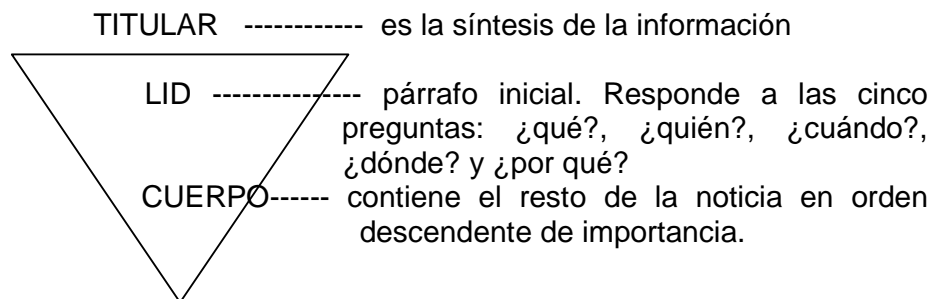 TITULAR ------------ es la síntesis de la información
LID --------------- párrafo inicial. Responde a las cinco
preguntas: ¿qué?, ¿quién?, ¿cuándo?,
¿dónde? y ¿por qué?
CUERPO------ contiene el resto de la noticia en orden
descendente de importancia.